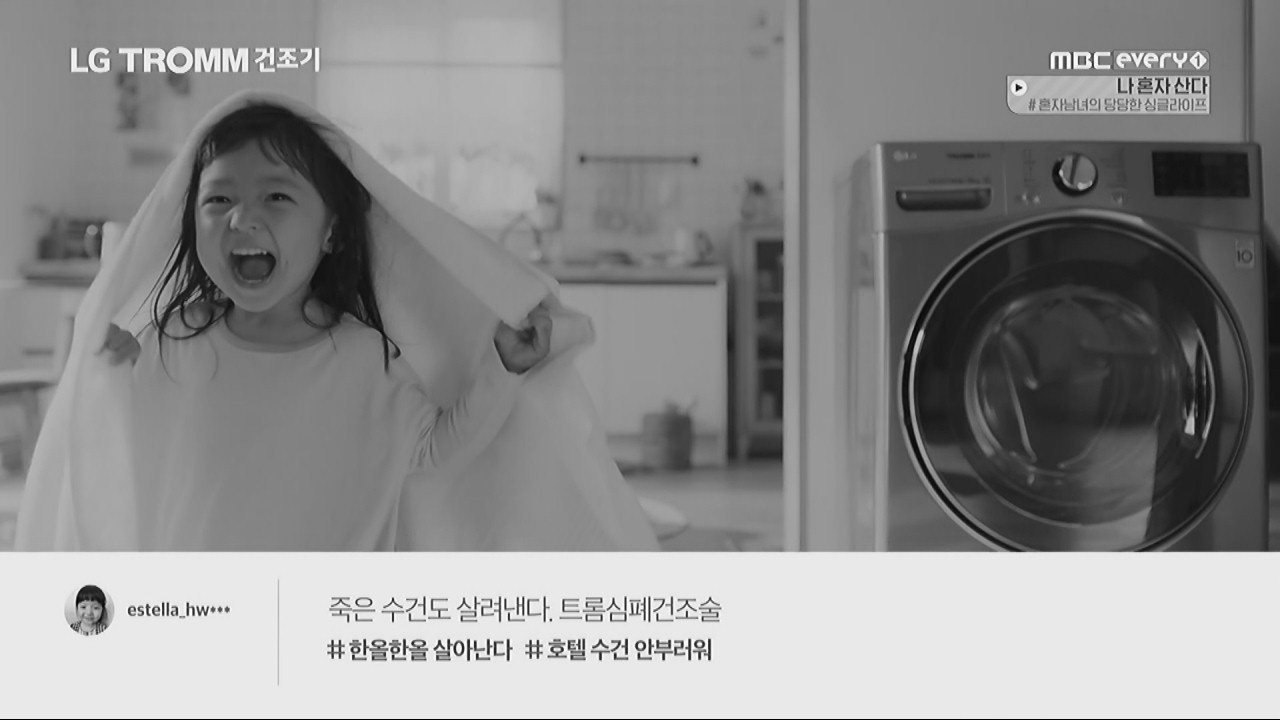 LG TROMM 건조기
MBC every1
나 혼자 산다
# 혼자남녀의 당당한 싱글라이프
LG
estella_hw***
죽은 수건도 살려낸다. 트롬심폐건조술
# 한올한올 살아난다 # 호텔 수건 안부러워